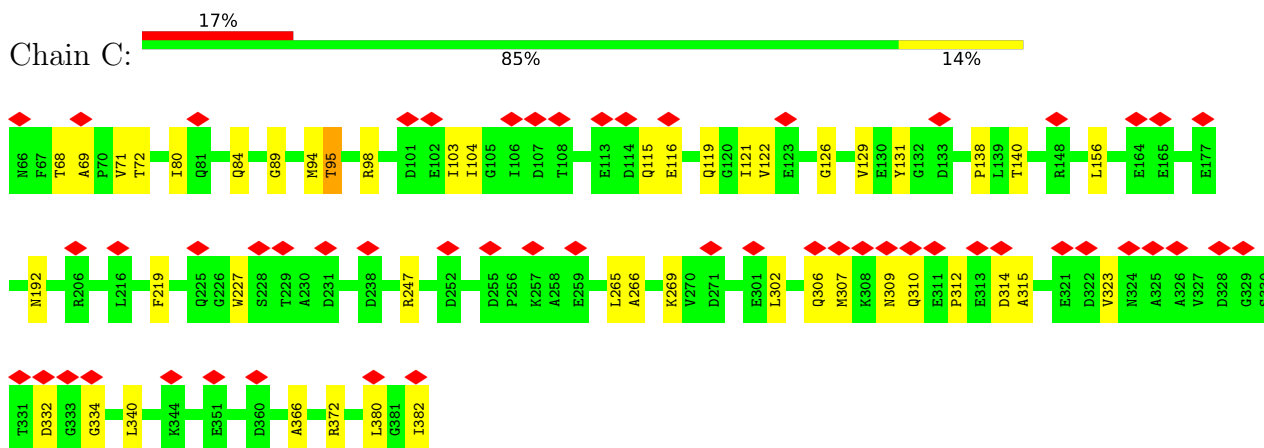 17%
Chain C:
85% 14%
N66 F67 T68 A69 P70 V71 T72 I80 Q81 Q84 G89 M94 T95 R98 D101 E102 I103 I104 G105 I106 D107 T108 E113 D114 Q115 E116 Q119 G120 I121 V122 E123 G126 V129 E130 Y131 G132 D133 P138 L139 T140 R148 L156 E164 E165 E177
N192 R206 L216 F219 Q225 G226 W227 S228 T229 A230 D231 D238 R247 D252 D255 P256 K257 A258 E259 L265 A266 K269 V270 D271 E301 L302 Q306 M307 K308 N309 Q310 E311 P312 E313 D314 A315 E321 D322 V323 N324 A325 A326 V327 D328 G329 S330
T331 D332 G333 G334 L340 K344 E351 D360 A366 R372 L380 G381 I382